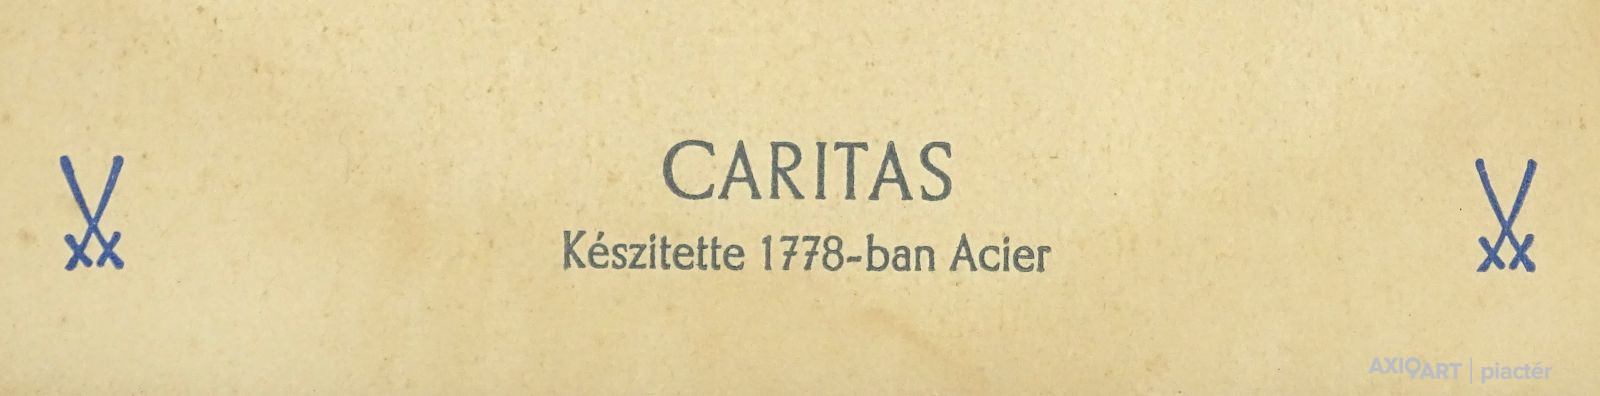 CARITAS
Készitette 1778-ban Acier
AXIOART | piactér